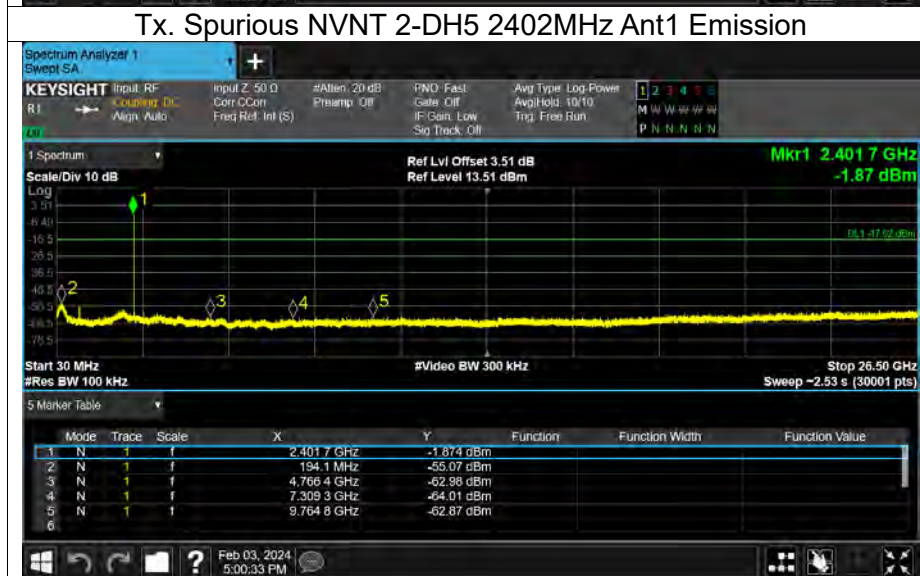 Tx. Spurious NVNT 2-DH5 2402MHz Ant1 Emission
Spectrum Analyzer 1
Swept SA
+
KEYSIGHT Input: RF Input Z: 50 Ω #Atten: 20 dB PNO: Fast Avg Type: Log-Power 1 2 3 4 5 6
R1 Coupling: DC Corr CCorr Preamp: Off Gate: Off Avg|Hold: 10/10 M W W W W W
Align: Auto Freq Ref: Int (S) IF Gain: Low Trig: Free Run
Sig Track: Off P N N N N N
1 Spectrum Ref Lvl Offset 3.51 dB Mkr1 2.401 7 GHz
Scale/Div 10 dB Ref Level 13.51 dBm -1.87 dBm
Log
3.51 1
-6.49
-16.5 DL1 -17.62 dBm
-26.5
-36.5
-46.5 2
-56.5 3 4 5
-66.5
-76.5
Start 30 MHz #Video BW 300 kHz Stop 26.50 GHz
#Res BW 100 kHz Sweep ~2.53 s (30001 pts)
5 Marker Table
Mode Trace Scale X Y Function Function Width Function Value
1 N 1 f 2.401 7 GHz -1.874 dBm
2 N 1 f 194.1 MHz -55.07 dBm
3 N 1 f 4.766 4 GHz -62.98 dBm
4 N 1 f 7.309 3 GHz -64.01 dBm
5 N 1 f 9.764 8 GHz -62.87 dBm
6
? Feb 03, 2024
5:00:33 PM